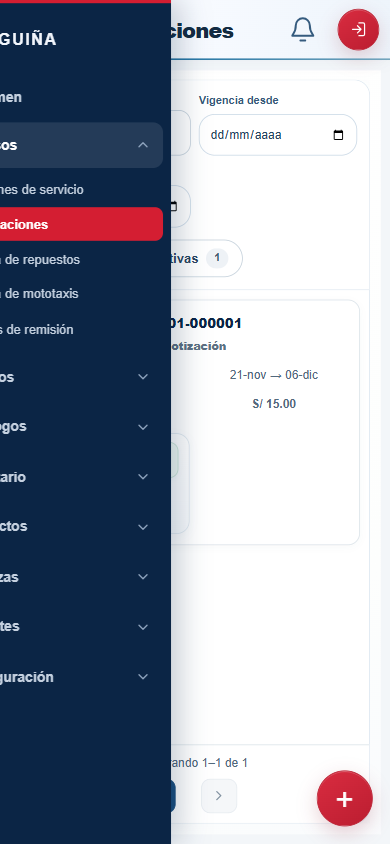 GUIÑA
ciones
men
sos
Vigencia desde
dd/mm/aaaa
nes de servicio
aciones
de repuestos
de mototaxis
s de remisión
tivas 1
01-000001
otización
21-nov → 06-dic
S/ 15.00
os
ogos
tario
ctos
zas
tes
guración
ando 1–1 de 1
+